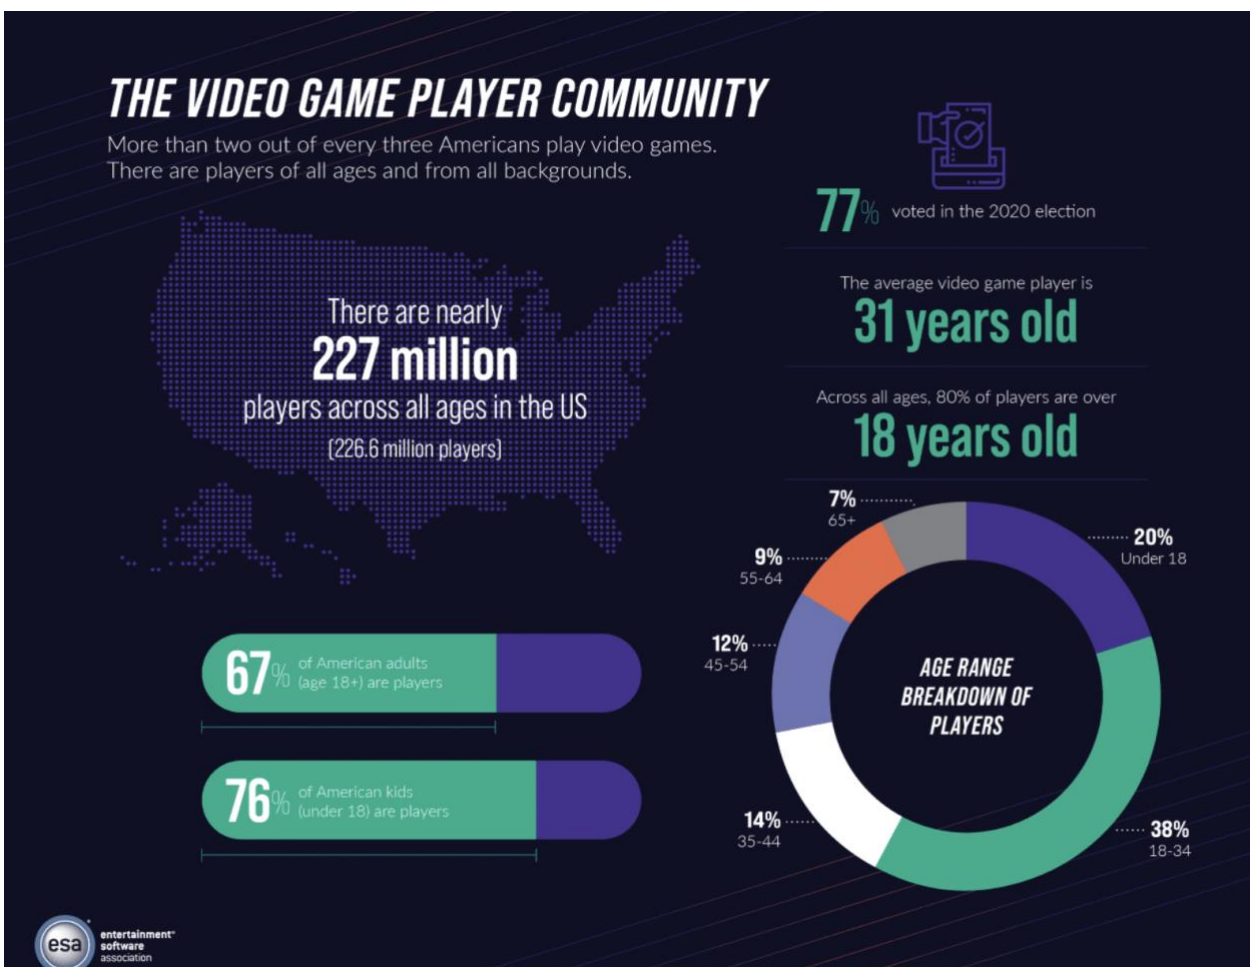 THE VIDEO GAME PLAYER COMMUNITY
More than two out of every three Americans play video games.
There are players of all ages and from all backgrounds.
There are nearly
227 million
players across all ages in the US
(226.6 million players)
67% of American adults
(age 18+) are players
76% of American kids
(under 18) are players
77% voted in the 2020 election
The average video game player is
31 years old
Across all ages, 80% of players are over
18 years old
7%
65+
20%
Under 18
9%
55-64
12%
45-54
AGE RANGE
BREAKDOWN OF
PLAYERS
14%
35-44
38%
18-34
esa
entertainment
software
association